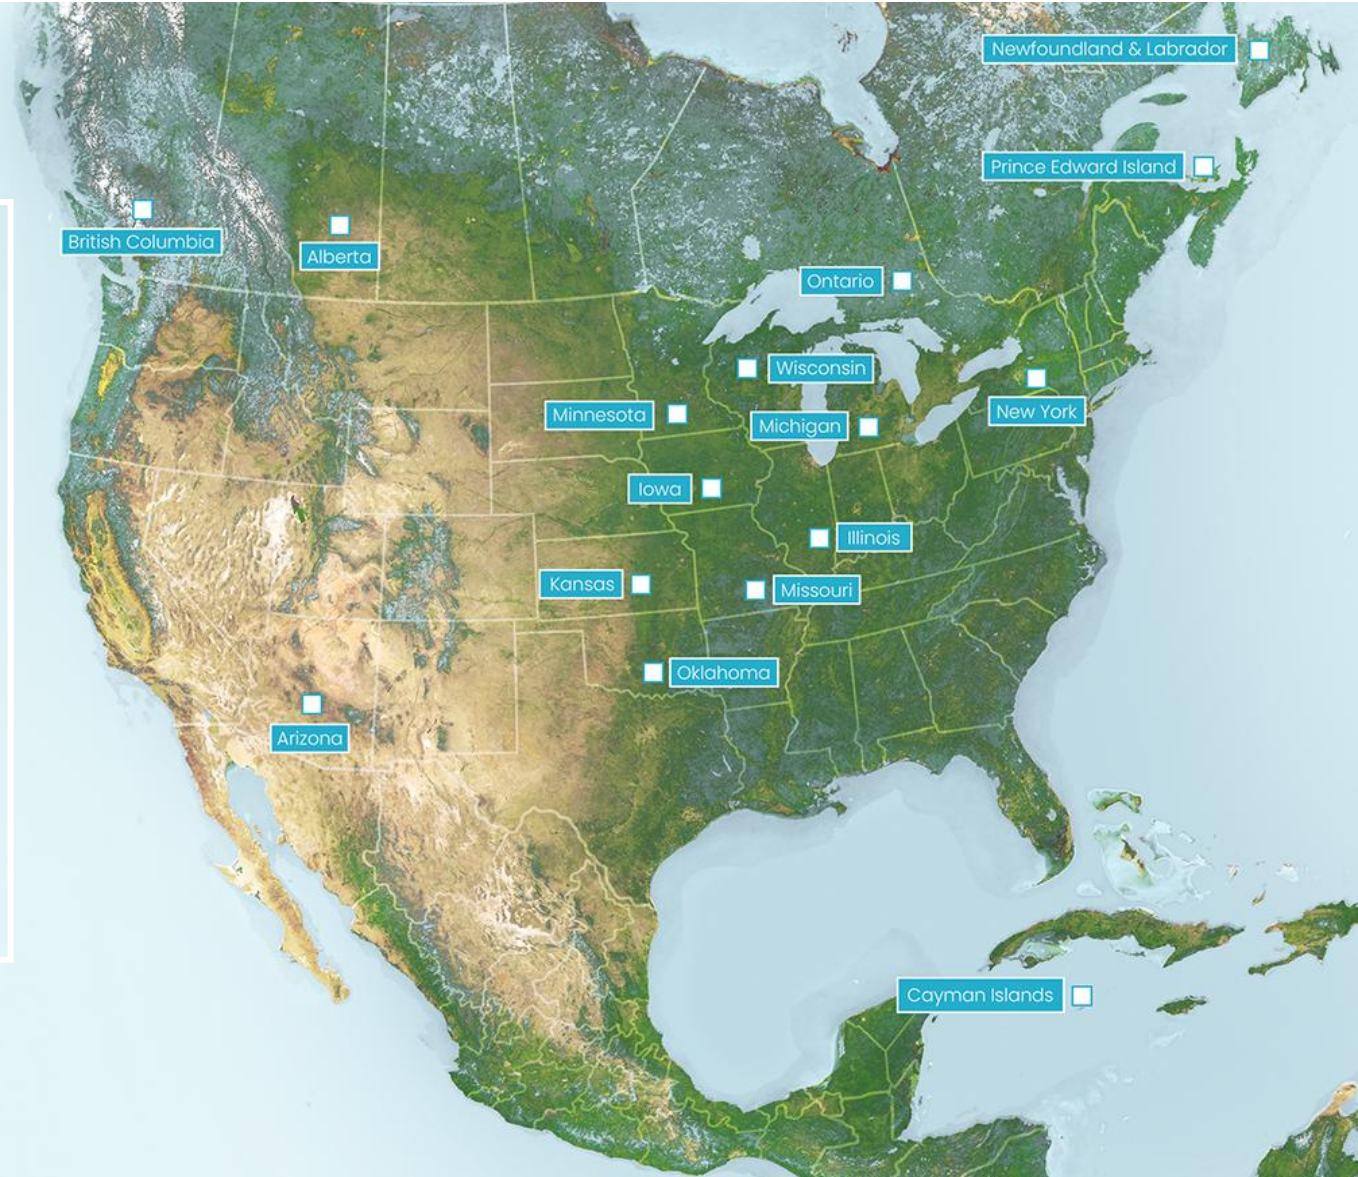 Newfoundland & Labrador
Prince Edward Island
British Columbia
Alberta
Ontario
Wisconsin
Minnesota
Michigan
New York
Iowa
Illinois
Kansas
Missouri
Oklahoma
Arizona
Cayman Islands